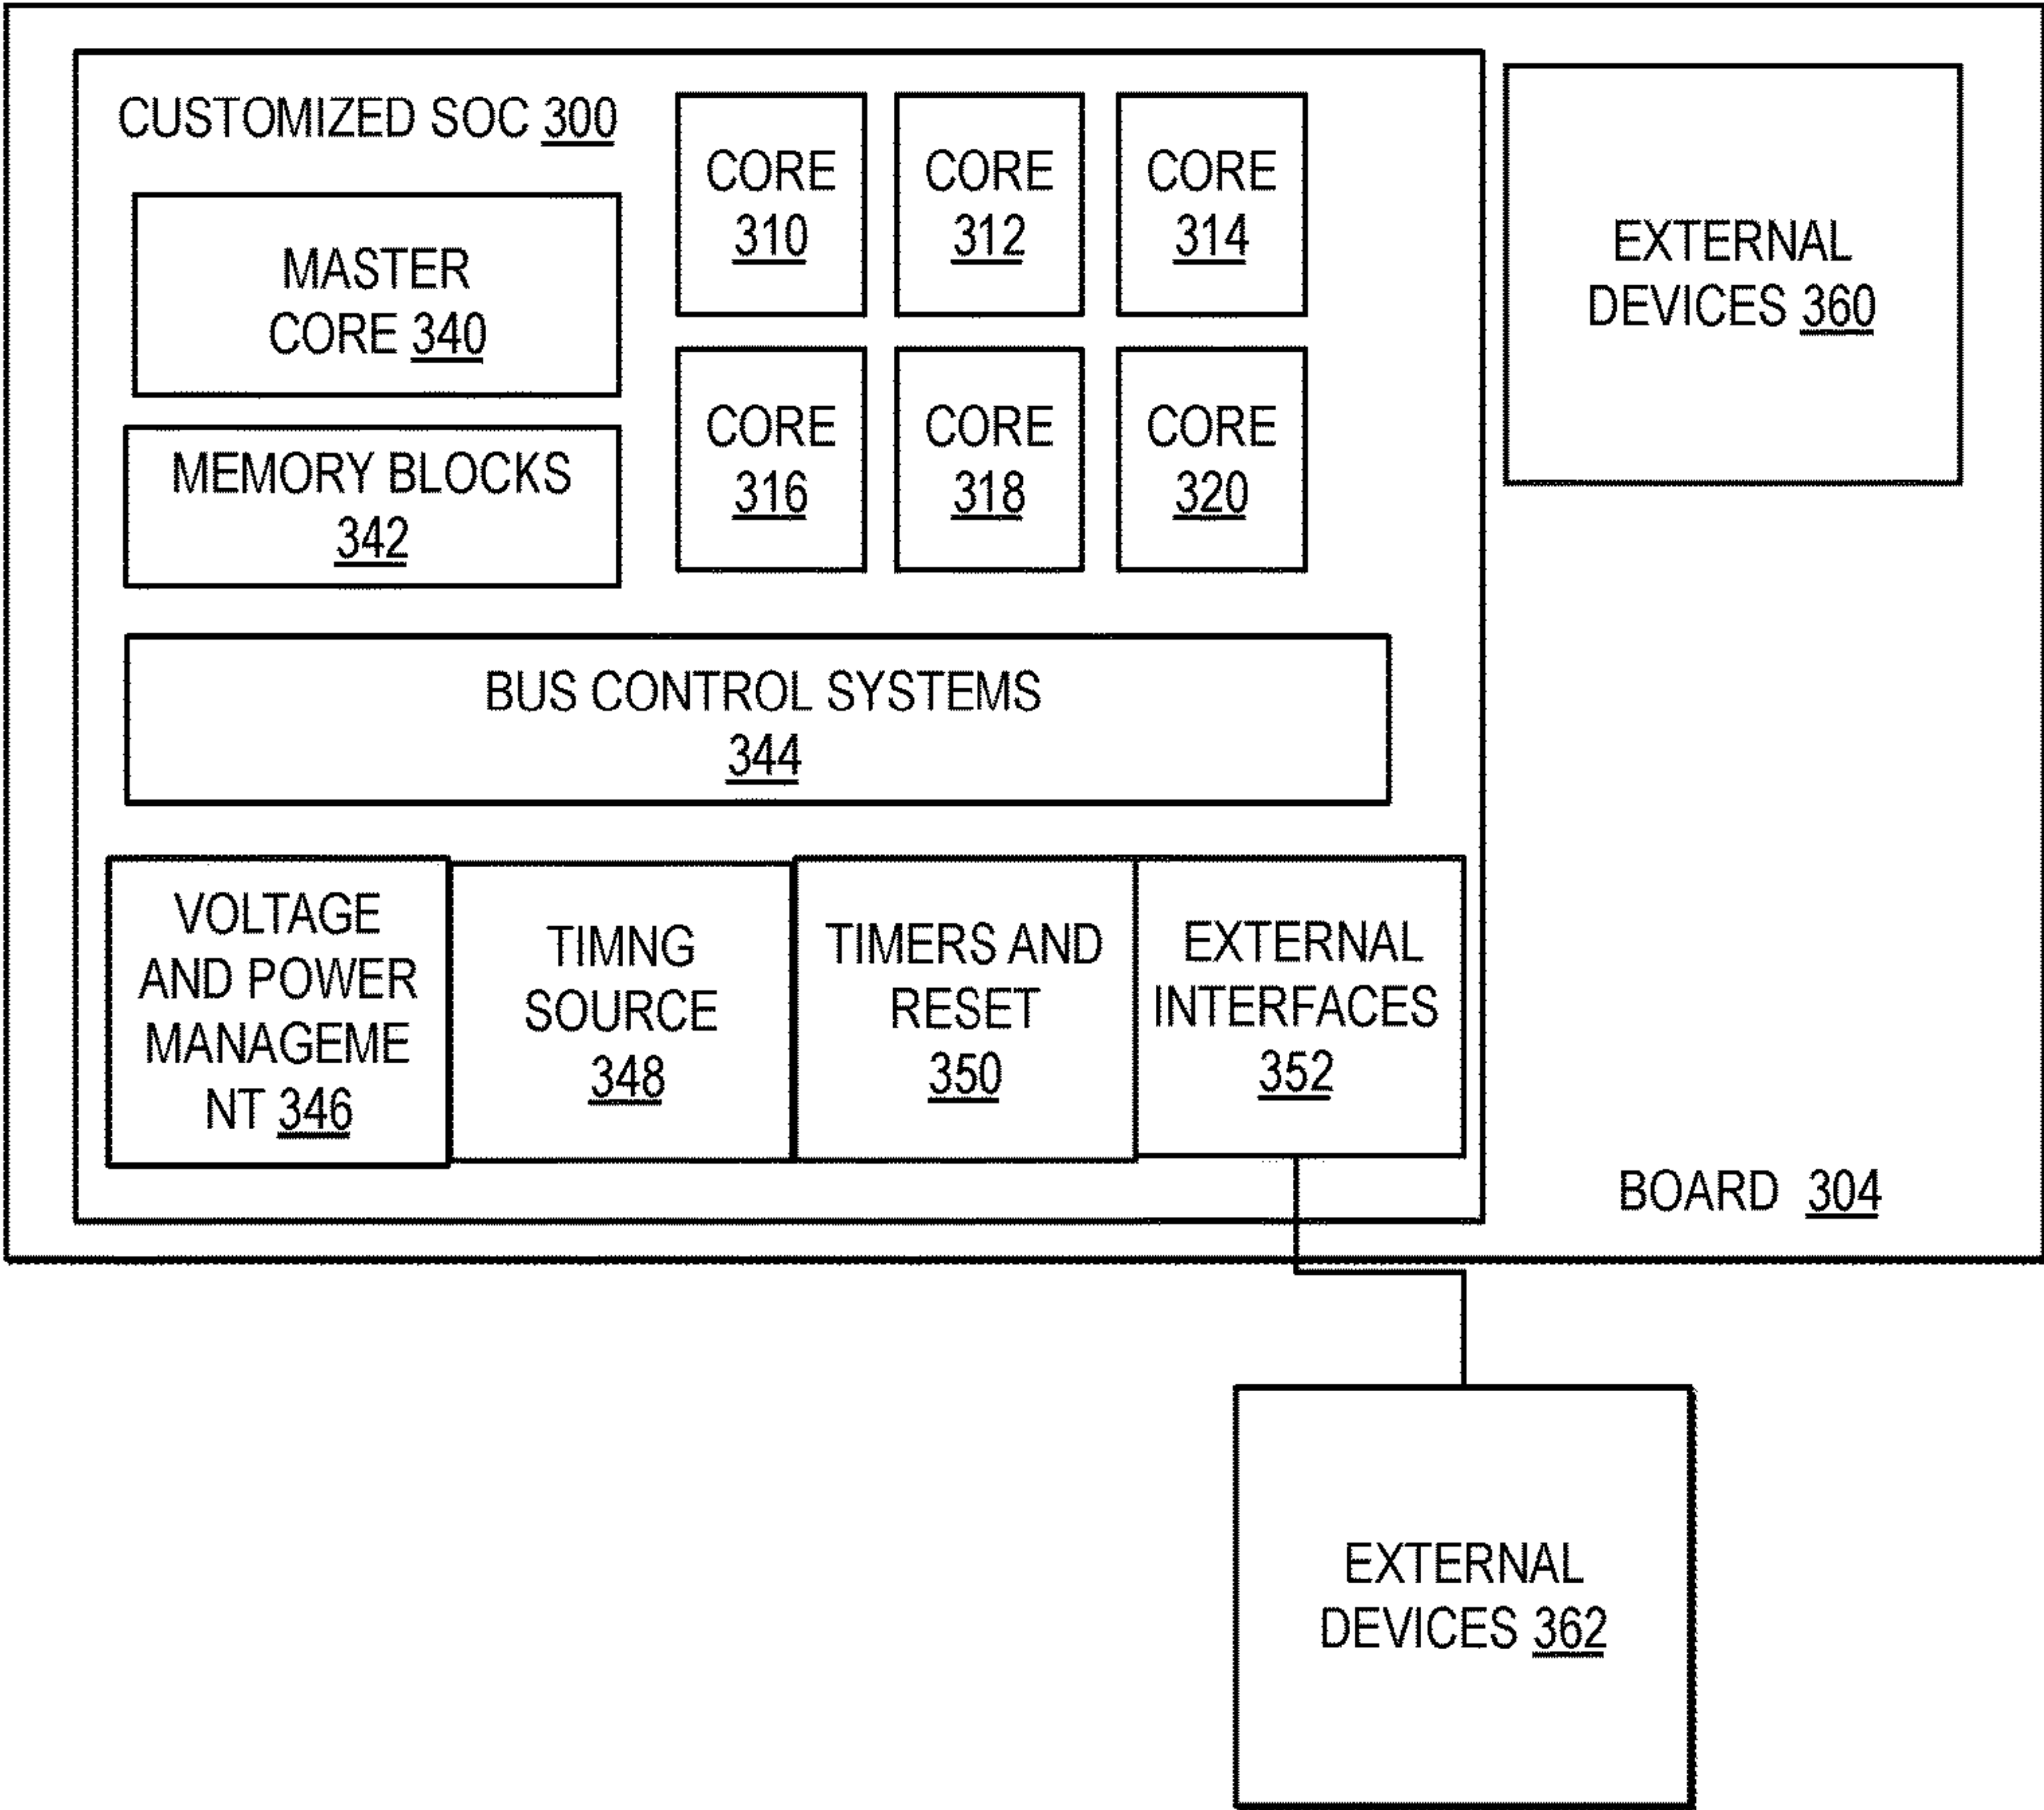 CUSTOMIZED SOC 300
MASTER
CORE 340
MEMORY BLOCKS
342
CORE
310
CORE
312
CORE
314
CORE
316
CORE
318
CORE
320
EXTERNAL
DEVICES 360
BUS CONTROL SYSTEMS
344
VOLTAGE
AND POWER
MANAGEME
NT 346
TIMNG
SOURCE
348
TIMERS AND
RESET
350
EXTERNAL
INTERFACES
352
BOARD 304
EXTERNAL
DEVICES 362